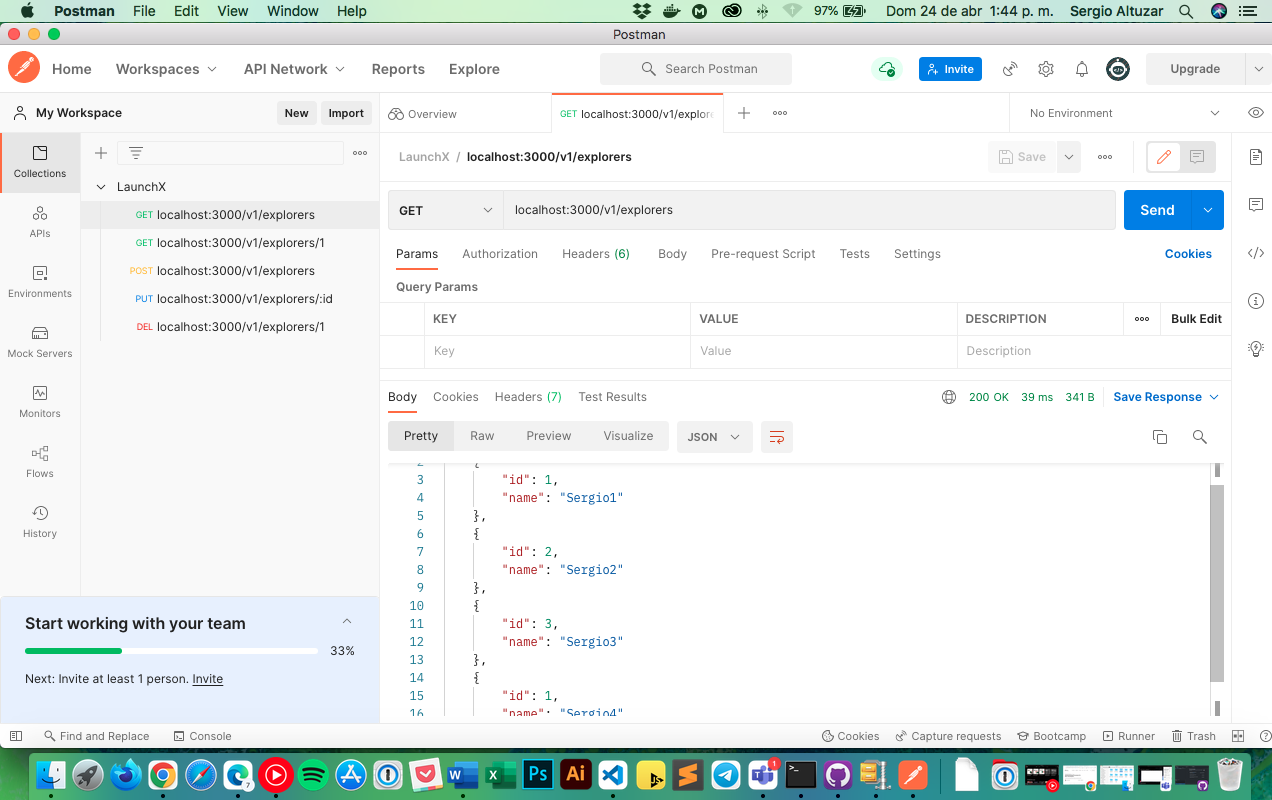 Postman File Edit View Window Help 97% Dom 24 de abr 1:44 p. m. Sergio Altuzar
Postman
Home Workspaces API Network Reports Explore Search Postman Invite Upgrade
My Workspace New Import Overview GET localhost:3000/v1/explor No Environment
Collections
APIs
Environments
Mock Servers
Monitors
Flows
History
LaunchX
GET localhost:3000/v1/explorers
GET localhost:3000/v1/explorers/1
POST localhost:3000/v1/explorers
PUT localhost:3000/v1/explorers/:id
DEL localhost:3000/v1/explorers/1
Start working with your team
33%
Next: Invite at least 1 person. Invite
LaunchX / localhost:3000/v1/explorers Save
GET localhost:3000/v1/explorers Send
Params Authorization Headers (6) Body Pre-request Script Tests Settings Cookies
Query Params
KEY VALUE DESCRIPTION Bulk Edit
Key Value Description
Body Cookies Headers (7) Test Results 200 OK 39 ms 341 B Save Response
Pretty Raw Preview Visualize JSON
2 {
3 "id": 1,
4 "name": "Sergio1"
5 },
6 {
7 "id": 2,
8 "name": "Sergio2"
9 },
10 {
11 "id": 3,
12 "name": "Sergio3"
13 },
14 {
15 "id": 1,
16 "name": "Sergio4"
Find and Replace Console Cookies Capture requests Bootcamp Runner Trash
7 W X Ps Ai 1